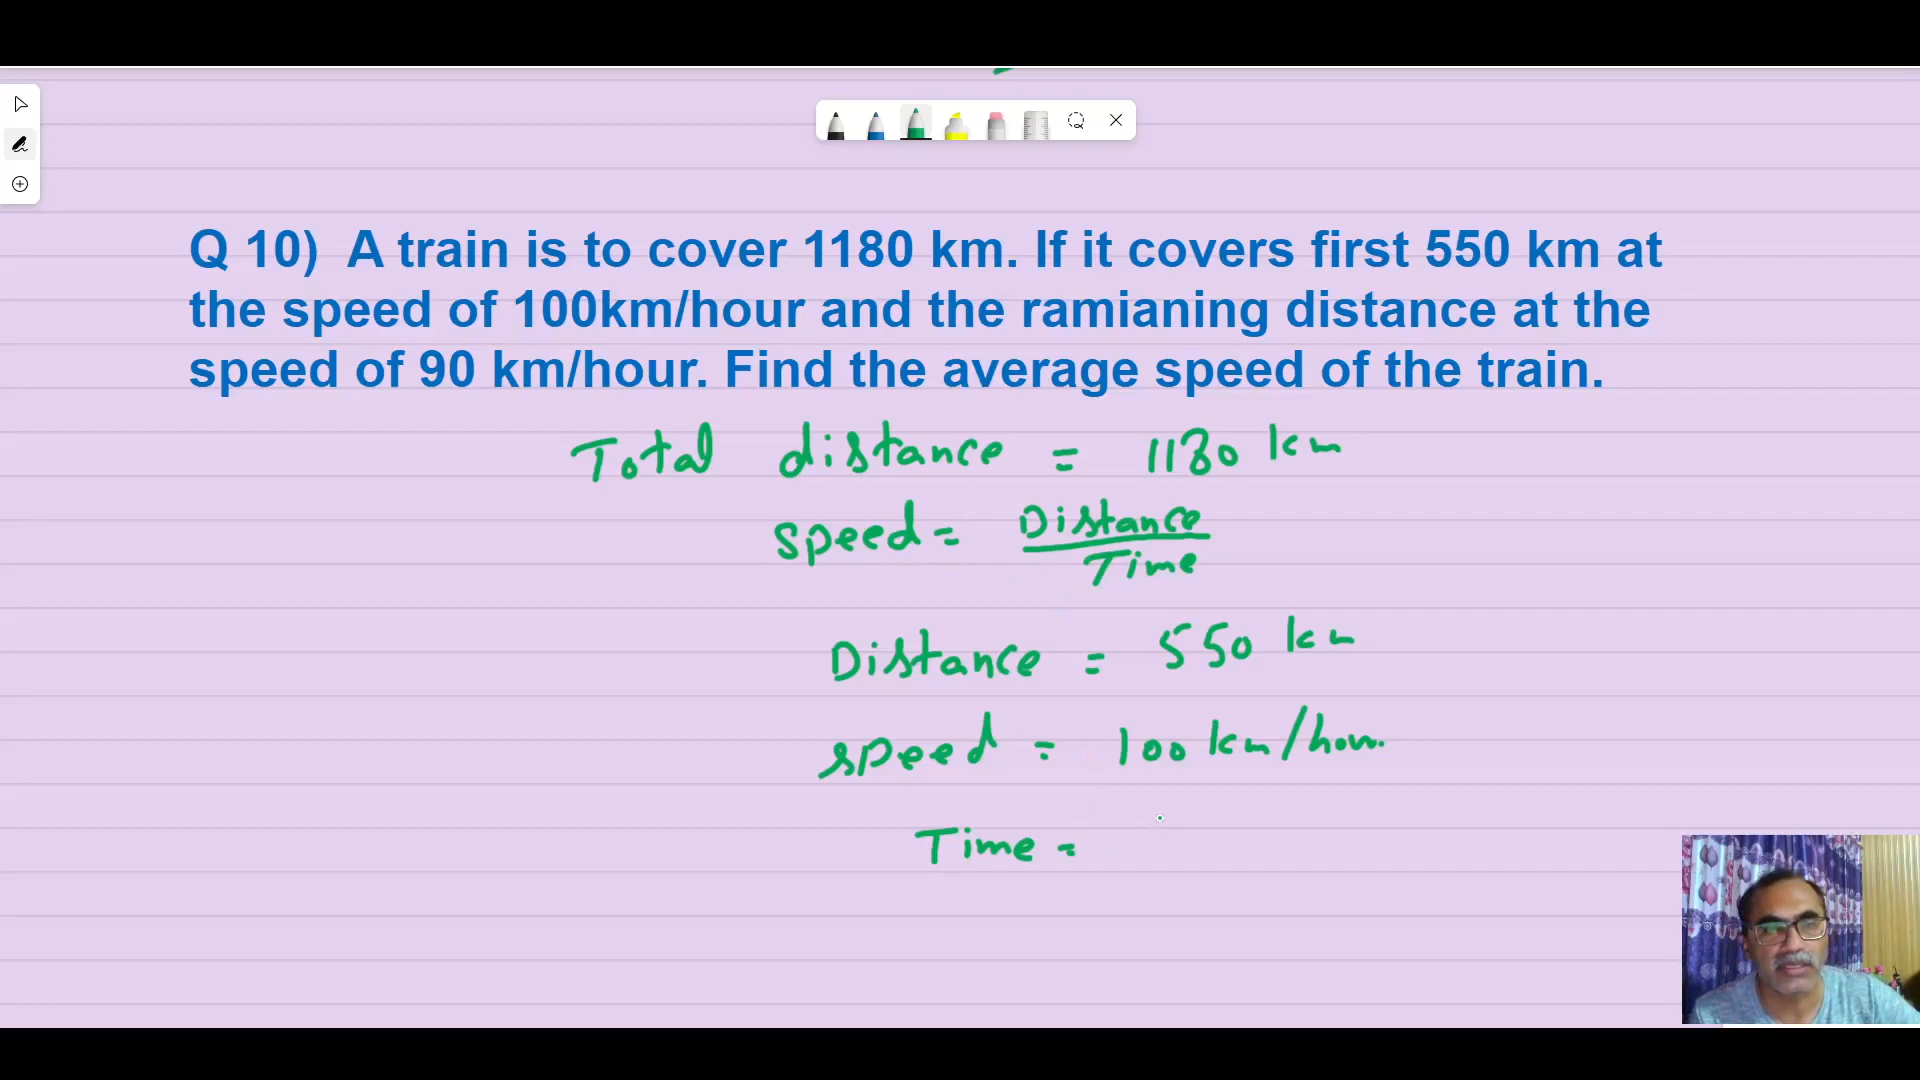 Q 10) A train is to cover 1180 km. If it covers first 550 km at
the speed of 100km/hour and the ramianing distance at the
speed of 90 km/hour. Find the average speed of the train.
Total distance = 1180 km
Speed = Distance
Time
Distance = 550 km
speed = 100 km/hour
Time =